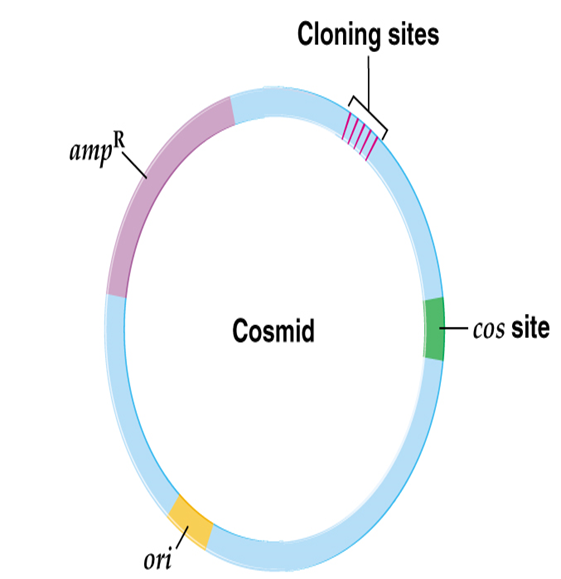 Cloning sites
ampR
Cosmid
cos site
ori